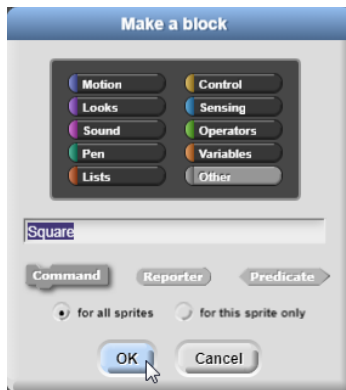 Make a block
Motion Control
Looks Sensing
Sound Operators
Pen Variables
Lists Other
Square
Command Reporter Predicate
for all sprites for this sprite only
OK Cancel